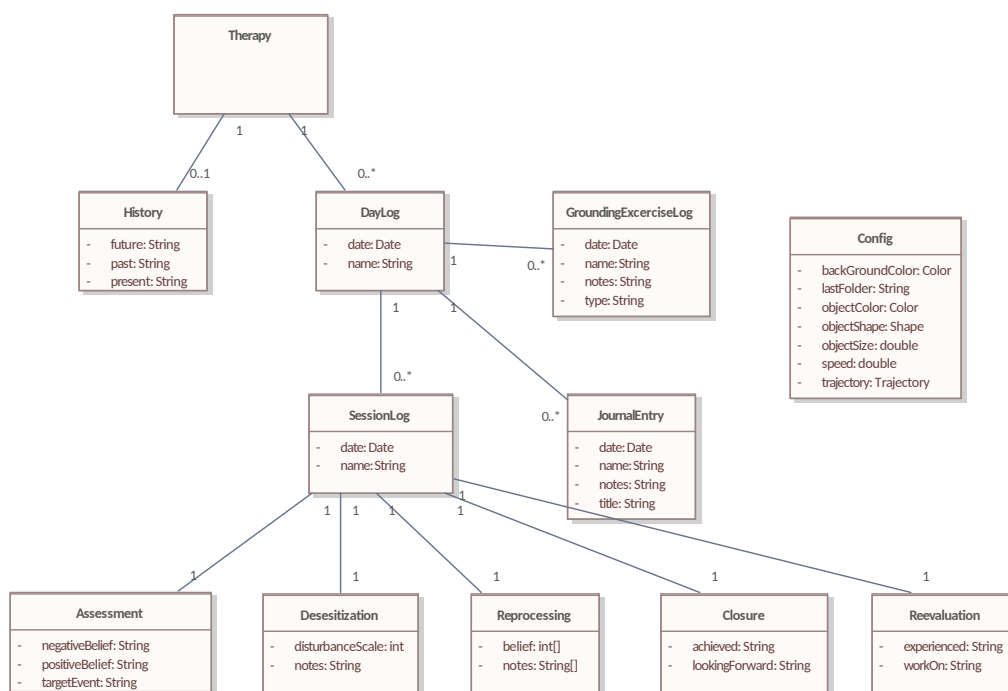 Therapy
1
1
0..1
0..*
History
- future: String
- past: String
- present: String
DayLog
- date: Date
- name: String
1
0..*
GroundingExcerciseLog
- date: Date
- name: String
- notes: String
- type: String
Config
- backGroundColor: Color
- lastFolder: String
- objectColor: Color
- objectShape: Shape
- objectSize: double
- speed: double
- trajectory: Trajectory
1
1
0..*
0..*
SessionLog
- date: Date
- name: String
JournalEntry
- date: Date
- name: String
- notes: String
- title: String
1
1
1
1
1
1
1
1
1
1
Assessment
- negativeBelief: String
- positiveBelief: String
- targetEvent: String
Desesitization
- disturbanceScale: int
- notes: String
Reprocessing
- belief: int[]
- notes: String[]
Closure
- achieved: String
- lookingForward: String
Reevaluation
- experienced: String
- workOn: String